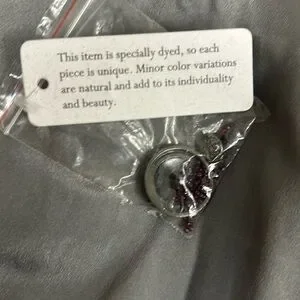 This item is specially dyed, so each
piece is unique. Minor color variations
are natural and add to its individuality
and beauty.